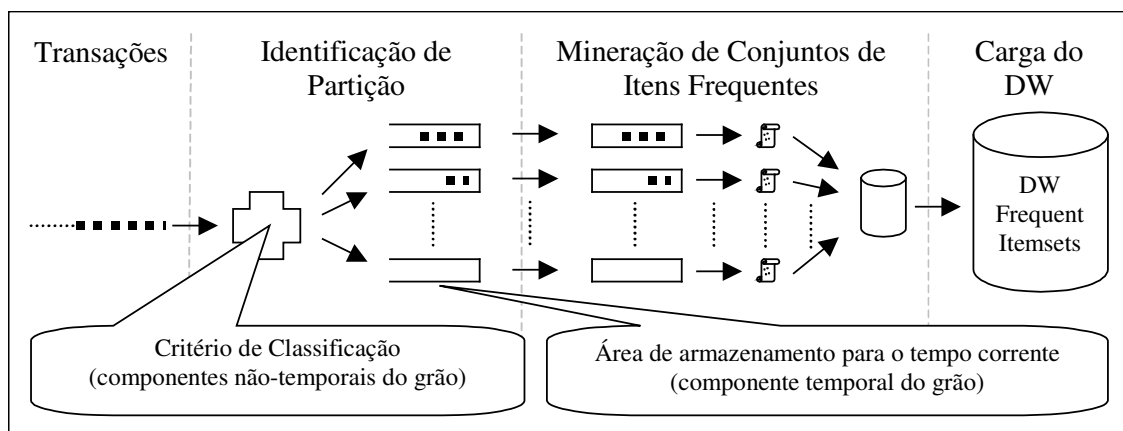 Transações
Identificação de
Partição
Mineração de Conjuntos de
Itens Frequentes
Carga do
DW
DW
Frequent
Itemsets
Critério de Classificação
(componentes não-temporais do grão)
Área de armazenamento para o tempo corrente
(componente temporal do grão)